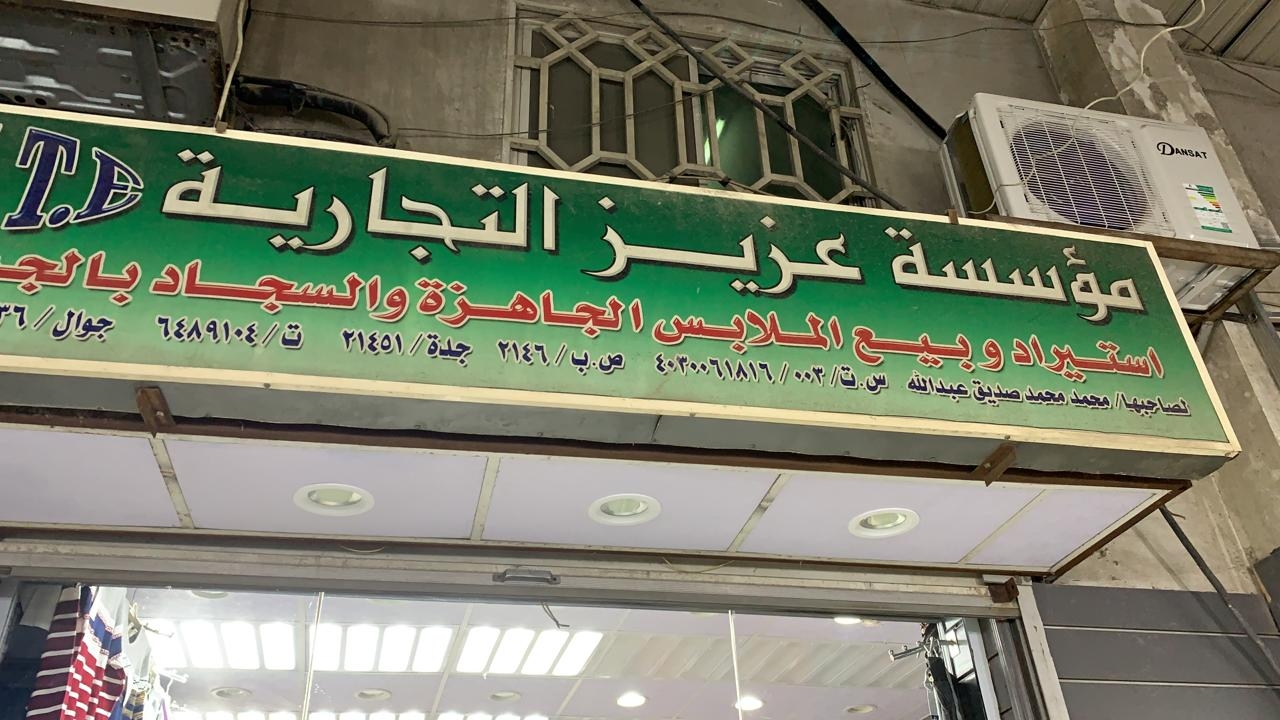 مؤسسة عزيز التجارية
T.E
استيراد وبيع الملابس الجاهزة والسجاد
لصاحبها/ محمد محمد صديق عبدالله س.ت/ ٠٠٣/ ٤٠٣٠٠٦١٨١٦ ص.ب/ ٢١٤٦ جدة/ ٢١٤٥١ ت/ ٦٤٨٩١٠٤ جوال/
DANSAT